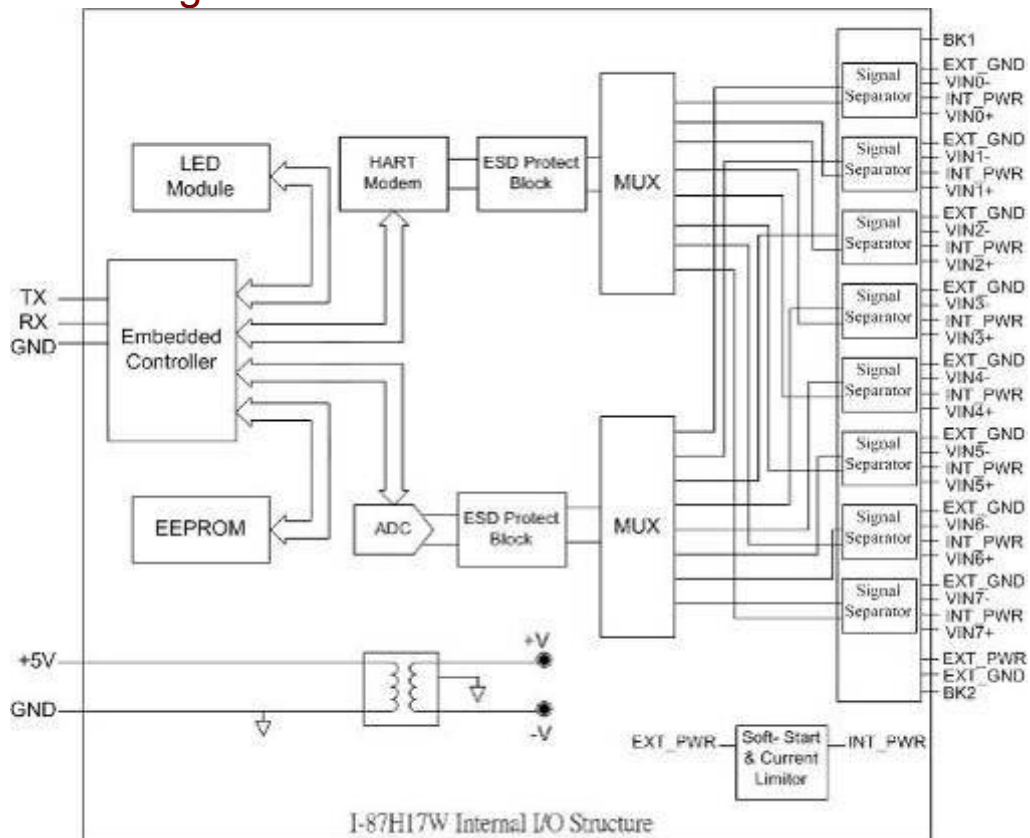 BK1
Signal
Separator
EXT_GND
VIN0-
INT_PWR
VIN0+
Signal
Separator
EXT_GND
VIN1-
INT_PWR
VIN1+
Signal
Separator
EXT_GND
VIN2-
INT_PWR
VIN2+
Signal
Separator
EXT_GND
VIN3-
INT_PWR
VIN3+
Signal
Separator
EXT_GND
VIN4-
INT_PWR
VIN4+
Signal
Separator
EXT_GND
VIN5-
INT_PWR
VIN5+
Signal
Separator
EXT_GND
VIN6-
INT_PWR
VIN6+
Signal
Separator
EXT_GND
VIN7-
INT_PWR
VIN7+
EXT_PWR
EXT_GND
BK2
LED
Module
HART
Modem
ESD Protect
Block
MUX
TX
RX
GND
Embedded
Controller
EEPROM
ADC
ESD Protect
Block
MUX
+5V
GND
+V
-V
EXT_PWR
Soft- Start
& Current
Limitor
INT_PWR
I-87H17W Internal I/O Structure